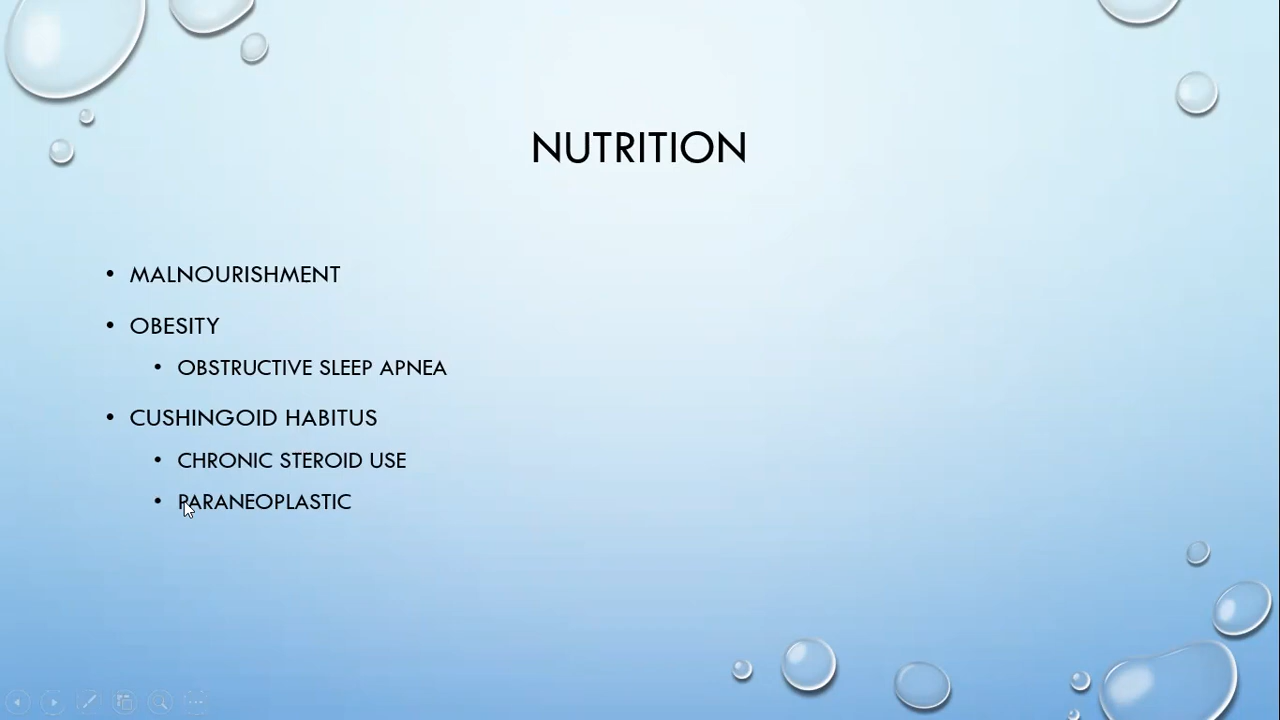 NUTRITION
• MALNOURISHMENT
• OBESITY
• OBSTRUCTIVE SLEEP APNEA
• CUSHINGOID HABITUS
• CHRONIC STEROID USE
• PARANEOPLASTIC